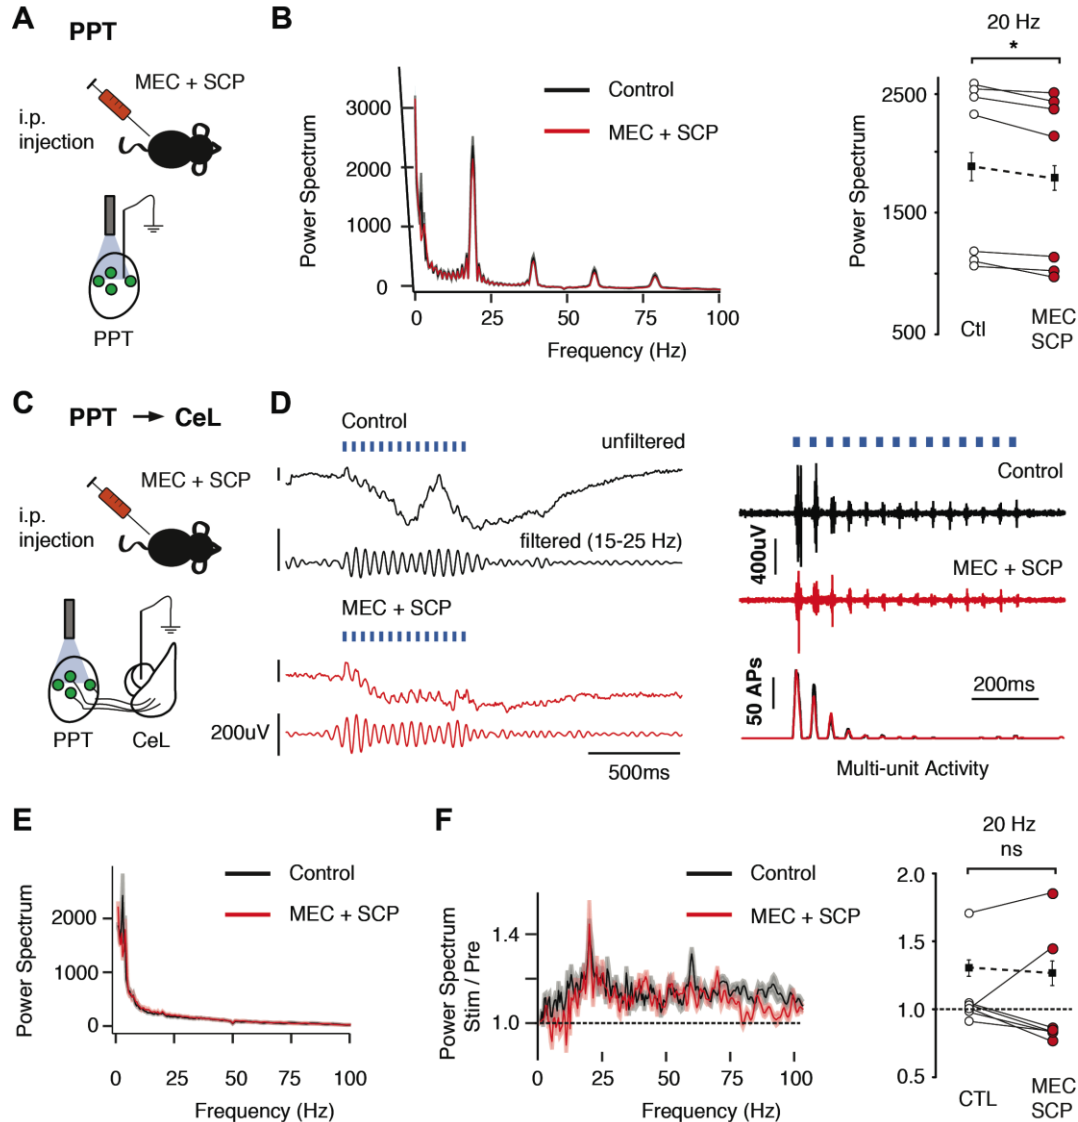 A
PPT
MEC + SCP
i.p.
injection
PPT
B
Power Spectrum
3000
2000
1000
0
0
25
50
75
100
Frequency (Hz)
Control
MEC + SCP
20 Hz
*
Power Spectrum
2500
1500
500
Ctl
MEC
SCP
C
PPT → CeL
MEC + SCP
i.p.
injection
PPT
CeL
D
Control
unfiltered
filtered (15-25 Hz)
MEC + SCP
200uV
500ms
Control
400uV
MEC + SCP
50 APs
200ms
Multi-unit Activity
E
Power Spectrum
2000
1000
0
0
25
50
75
100
Frequency (Hz)
Control
MEC + SCP
F
Power Spectrum
Stim / Pre
1.4
1.0
0
25
50
75
100
Frequency (Hz)
Control
MEC + SCP
20 Hz
ns
2.0
1.5
1.0
0.5
CTL
MEC
SCP